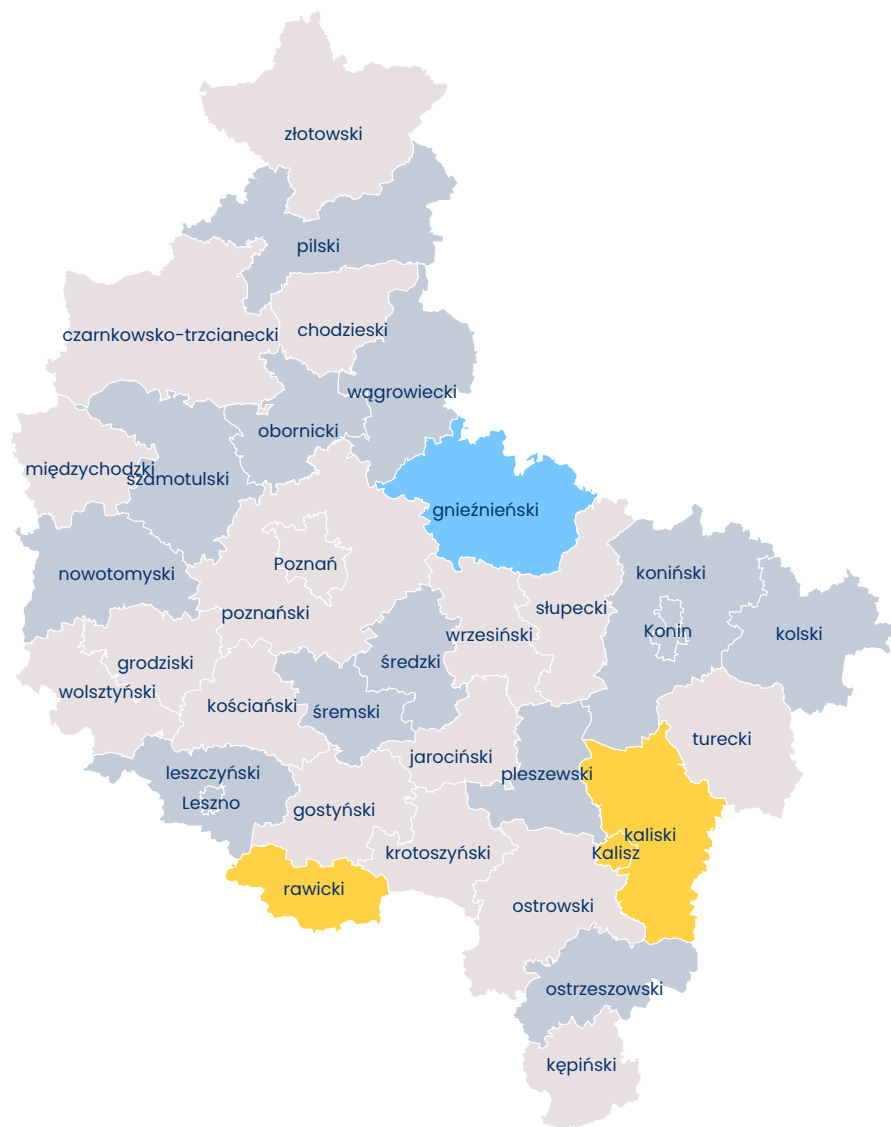 złotowski
pilski
czarnkowsko-trzcianecki
chodzieski
wągrowiecki
obornicki
międzychodzki
szamotulski
gnieźnieński
Poznań
nowotomyski
koniński
poznański
słupecki
Konin
wrzesiński
kolski
grodziski
średzki
wolsztyński
kościański
śremski
turecki
jarociński
leszczyński
pleszewski
Leszno
gostyński
kaliski
krotoszyński
Kalisz
rawicki
ostrowski
ostrzeszowski
kępiński